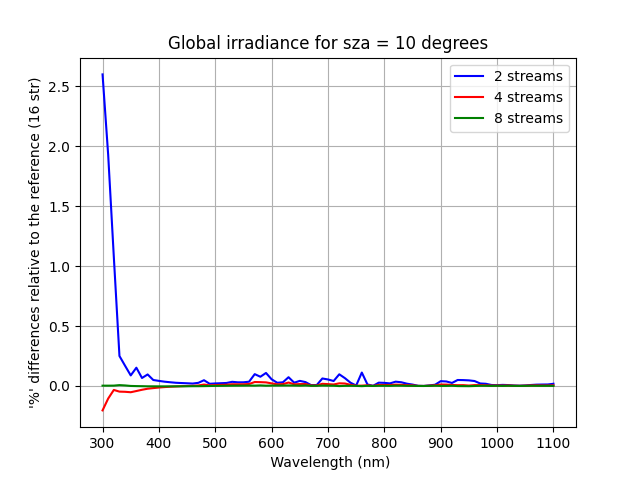 Global irradiance for sza = 10 degrees
'%' differences relative to the reference (16 str)
2.5
2.0
1.5
1.0
0.5
0.0
2 streams
4 streams
8 streams
300 400 500 600 700 800 900 1000 1100
Wavelength (nm)